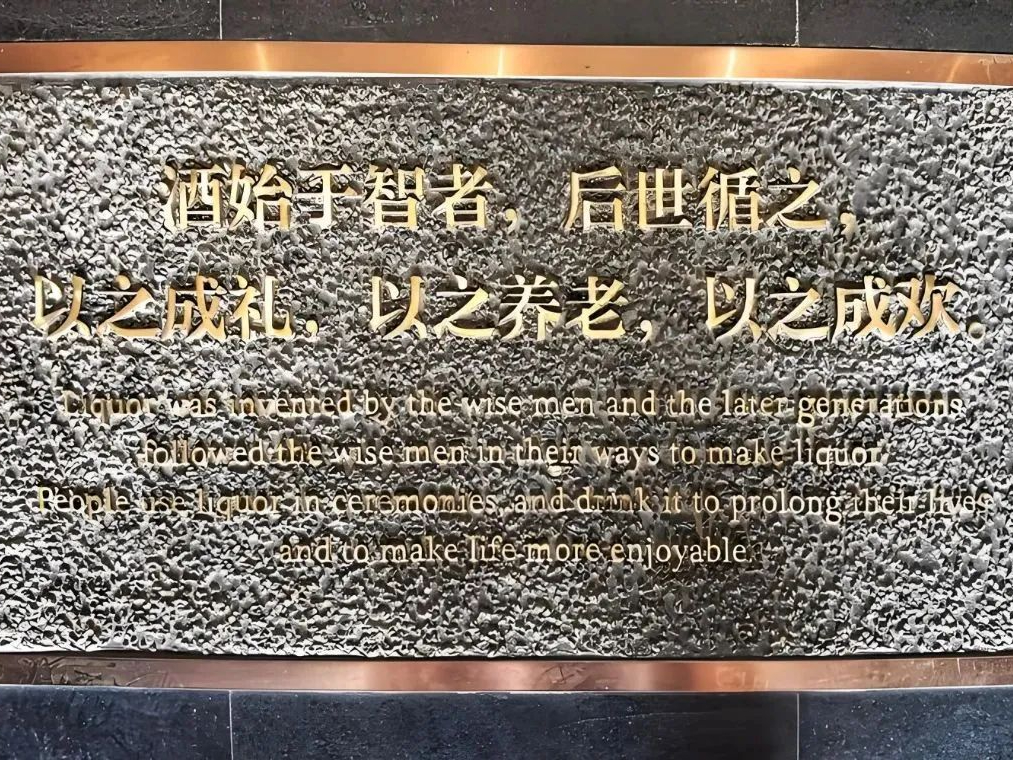 酒始于智者，后世循之，
以之成礼，以之养老，以之成欢。
Liquor was invented by the wise men and the later generations
followed the wise men in their ways to make liquor.
People use liquor in ceremonies, and drink it to prolong their lives
and to make life more enjoyable.